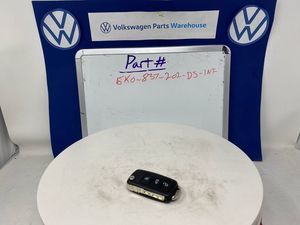 Volkswagen Parts Warehouse
Part#
5K0-837-202-DS-INF